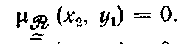 μ_ℛ̰ (x₂, y₁) = 0.